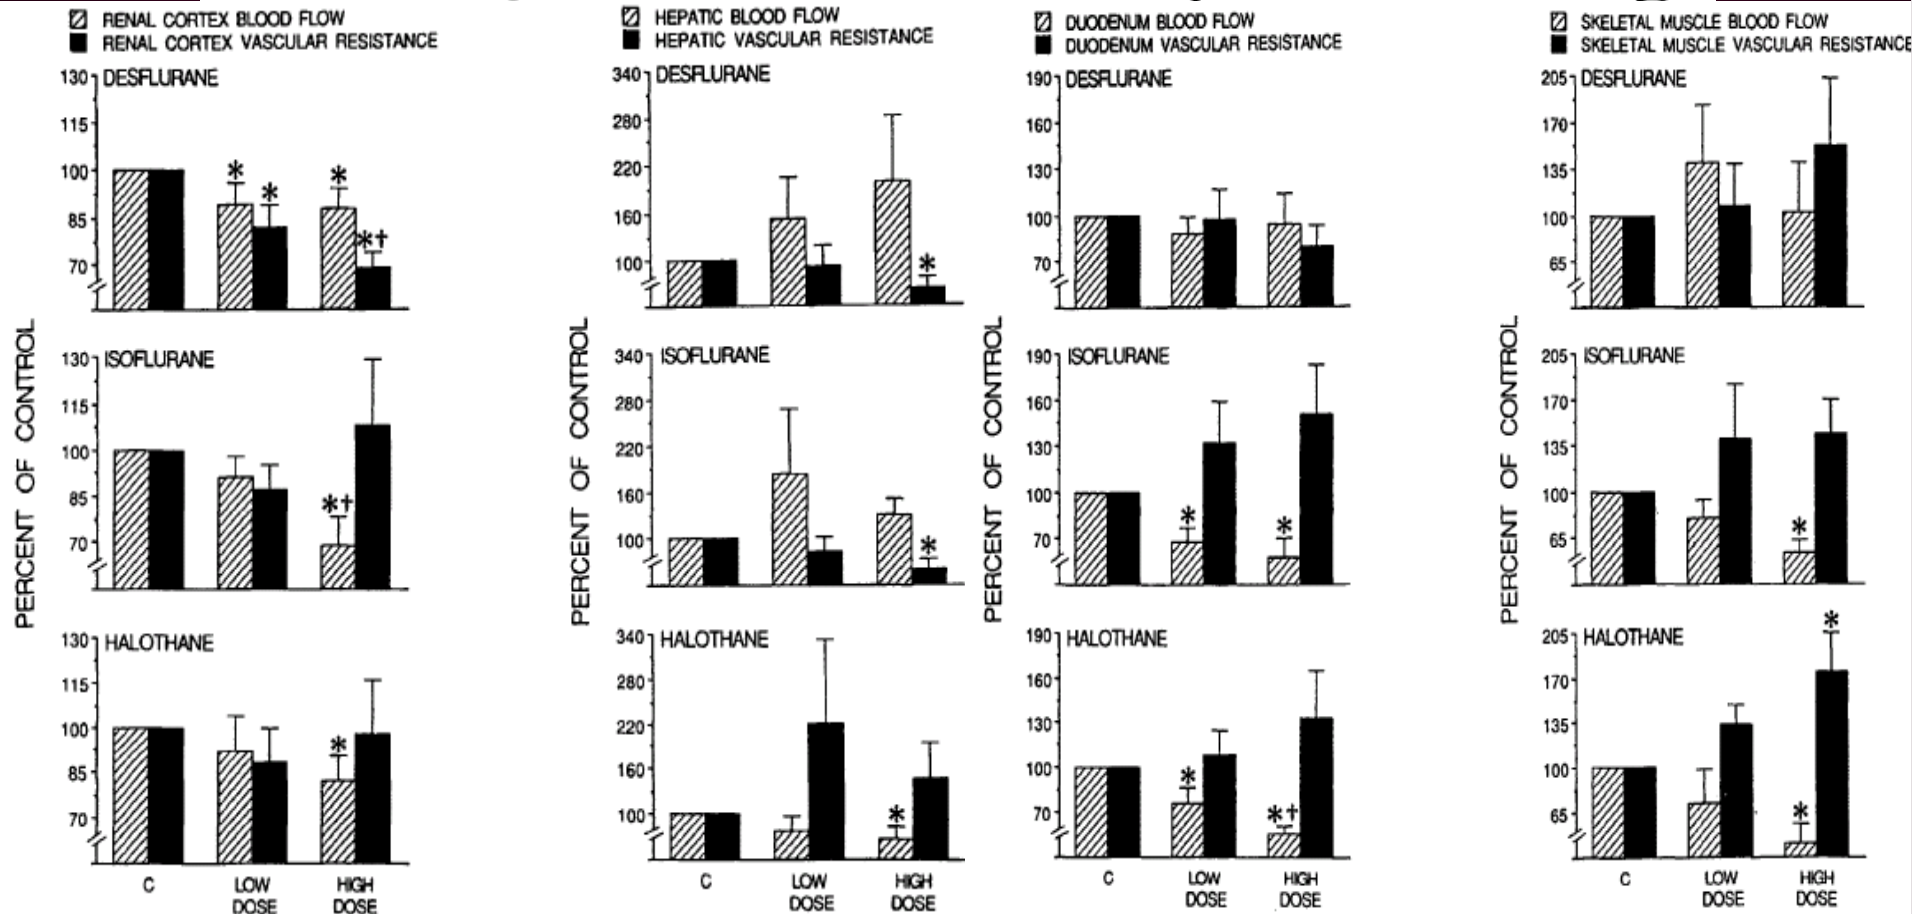 RENAL CORTEX BLOOD FLOW
RENAL CORTEX VASCULAR RESISTANCE
DESFLURANE
130
115
100
85
70
* * * *†
ISOFLURANE
130
115
100
85
70
*†
HALOTHANE
130
115
100
85
70
*
C LOW DOSE HIGH DOSE
PERCENT OF CONTROL
HEPATIC BLOOD FLOW
HEPATIC VASCULAR RESISTANCE
DESFLURANE
340
280
220
160
100
*
ISOFLURANE
340
280
220
160
100
*
HALOTHANE
340
280
220
160
100
*
C LOW DOSE HIGH DOSE
PERCENT OF CONTROL
DUODENUM BLOOD FLOW
DUODENUM VASCULAR RESISTANCE
DESFLURANE
190
160
130
100
70
ISOFLURANE
190
160
130
100
70
* *
HALOTHANE
190
160
130
100
70
* *†
C LOW DOSE HIGH DOSE
PERCENT OF CONTROL
SKELETAL MUSCLE BLOOD FLOW
SKELETAL MUSCLE VASCULAR RESISTANCE
DESFLURANE
205
170
135
100
65
ISOFLURANE
205
170
135
100
65
*
HALOTHANE
205
170
135
100
65
* *
C LOW DOSE HIGH DOSE
PERCENT OF CONTROL